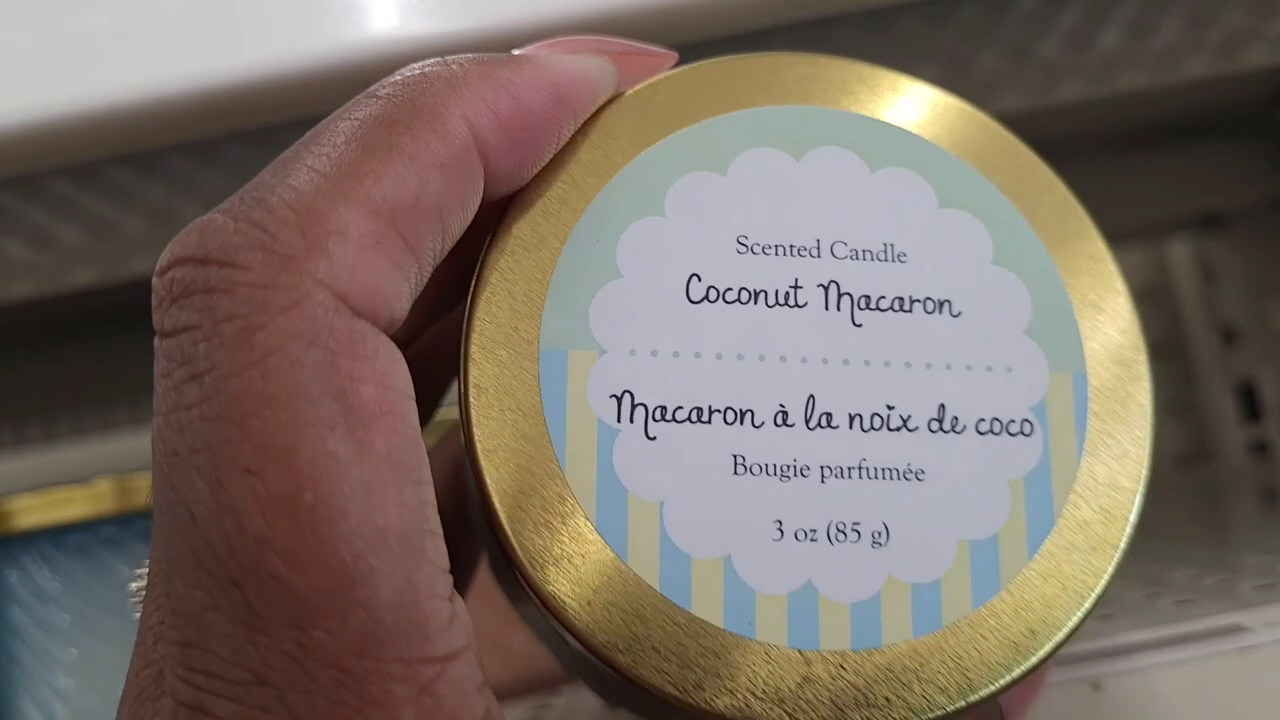 Scented Candle
Coconut Macaron
Macaron à la noix de coco
Bougie parfumée
3 oz (85 g)